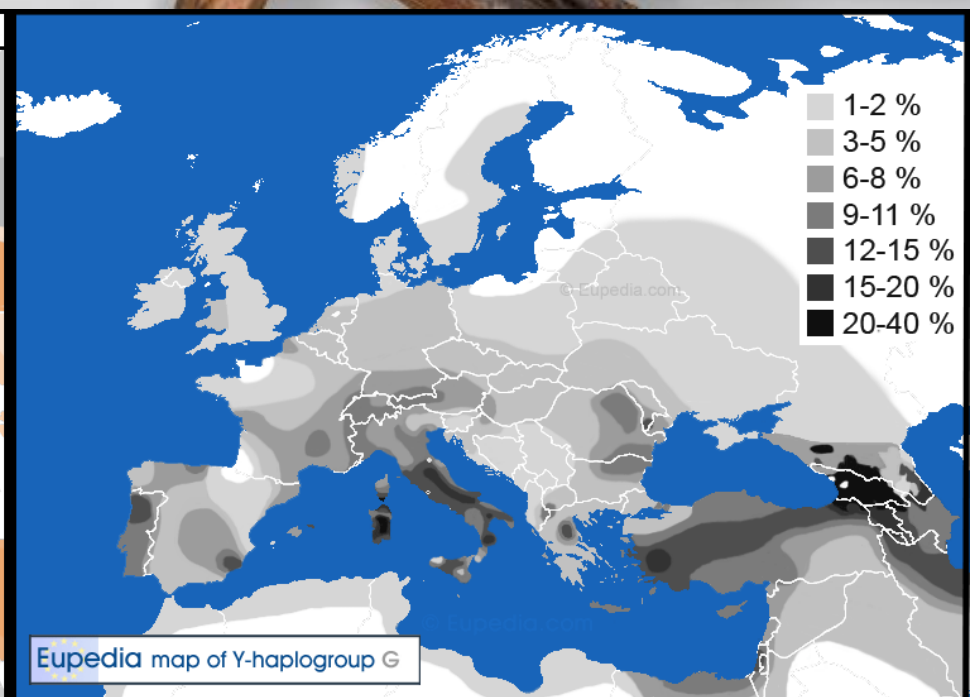 1-2 %
3-5 %
6-8 %
9-11 %
12-15 %
15-20 %
20-40 %
© Eupedia.com
© Eupedia.com
Eupedia map of Y-haplogroup G